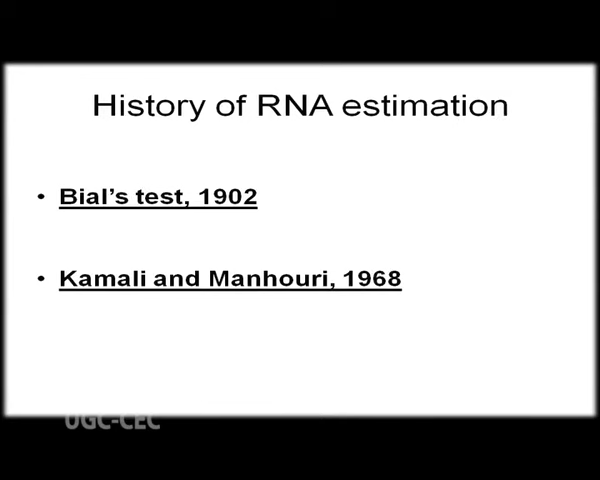 History of RNA estimation
• Bial's test, 1902
• Kamali and Manhouri, 1968
UGC-CEC